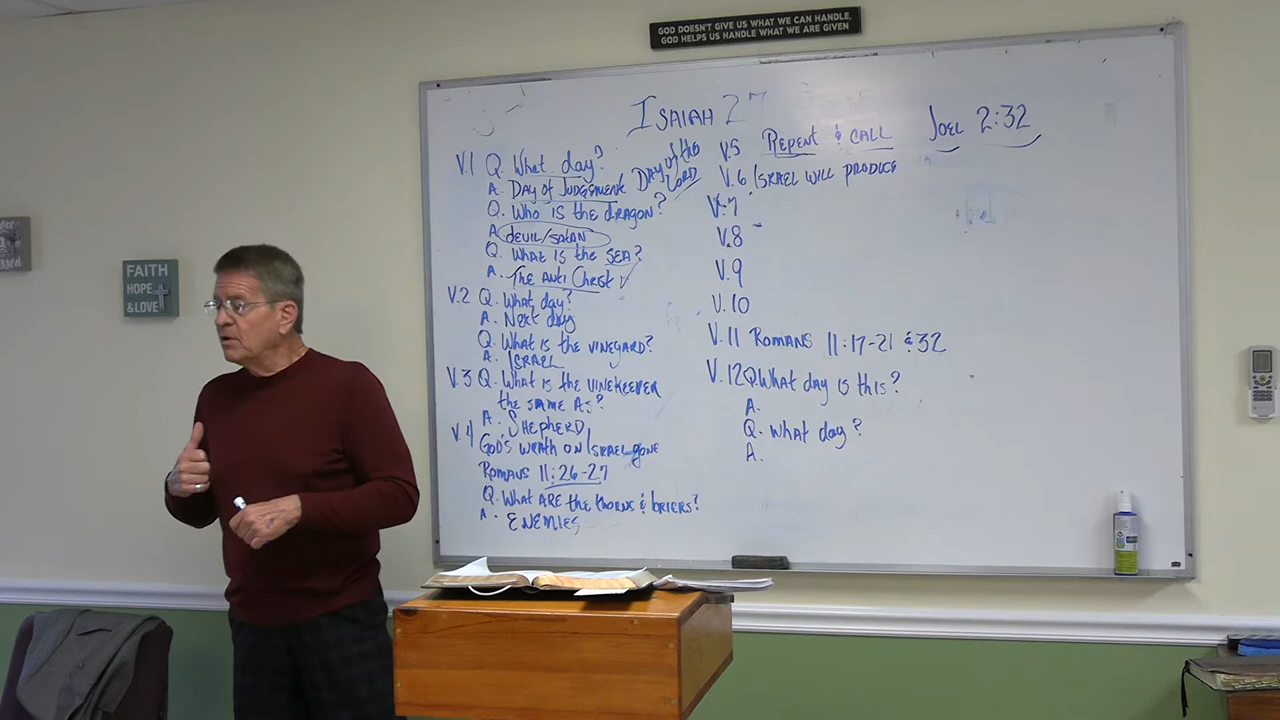 GOD DOESN'T GIVE US WHAT WE CAN HANDLE,
GOD HELPS US HANDLE WHAT WE ARE GIVEN
FAITH
HOPE
& LOVE
ISAIAH 27
V.1 Q. What day?
A. DAY OF JUDGEMENT DAY of the LORD
Q. Who is the dragon?
A. devil/satan
Q. What is the SEA?
A. The Anti Christ ✓
V.2 Q. What day?
A. Next day
Q. What is the vineyard?
A. ISRAEL
V.3 Q. What is the vinekeeper
the same as?
A. Shepherd
V.4 God's wrath on Israel gone
Romans 11:26-27
Q. What ARE the thorns & briers?
A. ENEMIES
V.5 Repent & CALL Joel 2:32
V.6 ISRAEL will produce
V.7
V.8
V.9
V.10
V.11 Romans 11:17-21 & 32
V.12 Q. What day is this?
A.
Q. What day?
A.